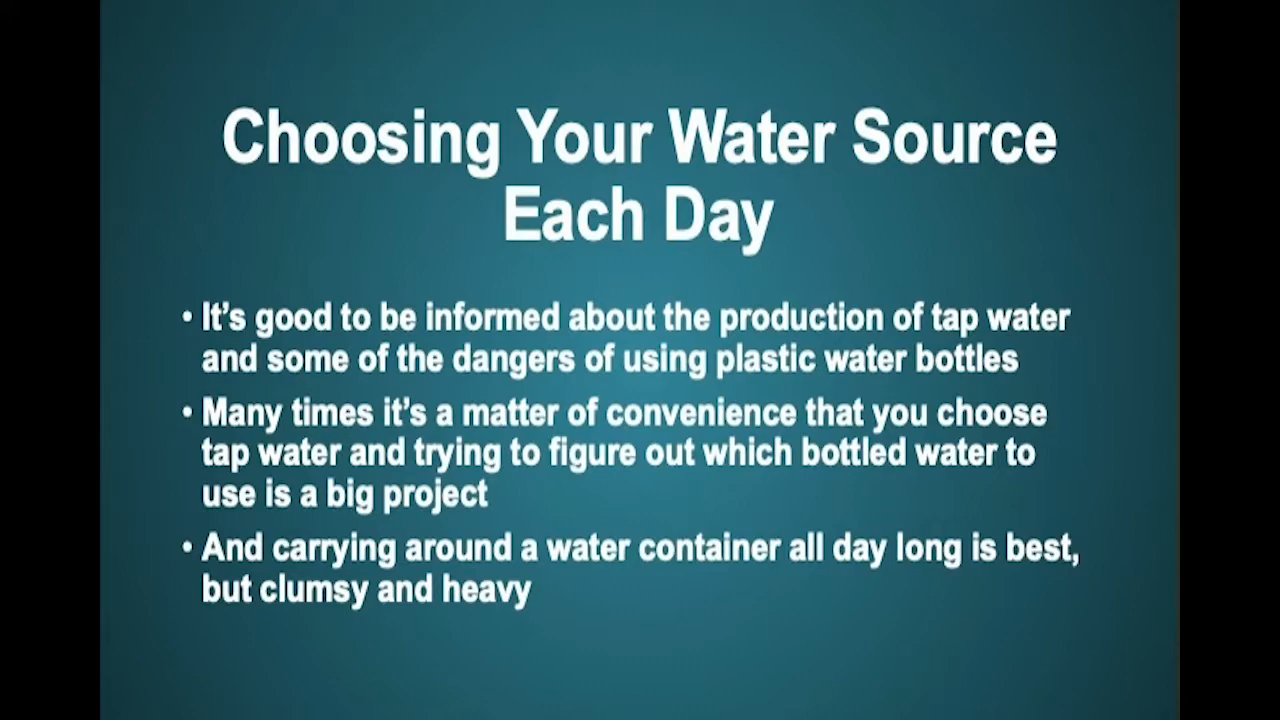 Choosing Your Water Source
Each Day
• It’s good to be informed about the production of tap water
and some of the dangers of using plastic water bottles
• Many times it’s a matter of convenience that you choose
tap water and trying to figure out which bottled water to
use is a big project
• And carrying around a water container all day long is best,
but clumsy and heavy